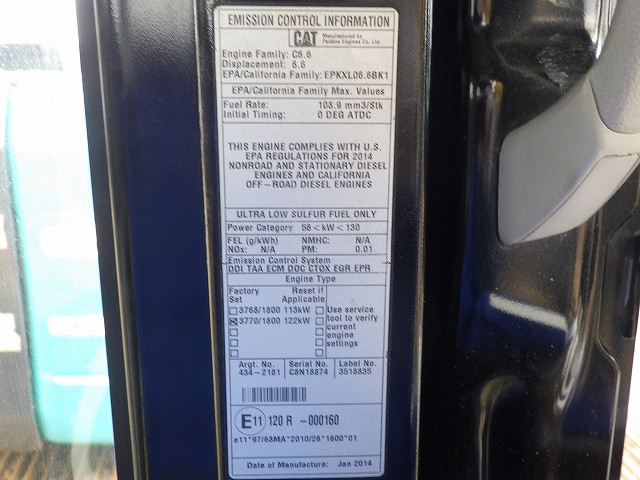 EMISSION CONTROL INFORMATION
CAT Manufactured by
Perkins Engines Co. Ltd.
Engine Family: C6.6
Displacement: 6.6
EPA/California Family: EPKXL06.6BK1
EPA/California Family Max. Values
Fuel Rate: 108.9 mm3/Stk
Initial Timing: 0 DEG ATDC
THIS ENGINE COMPLIES WITH U.S.
EPA REGULATIONS FOR 2014
NONROAD AND STATIONARY DIESEL
ENGINES AND CALIFORNIA
OFF-ROAD DIESEL ENGINES
ULTRA LOW SULFUR FUEL ONLY
Power Category 56<kW<130
FEL (g/kWh) NMHC: N/A
NOx: N/A PM: 0.01
Emission Control System
DDI TAA ECM DOC CTOX EGR EPR
Engine Type
Factory Set Reset if Applicable
3768/1800 113kW
3770/1800 122kW
Use service
tool to verify
current
engine
settings
Argt. No. Serial No. Label No.
434-2181 C8N18874 3518835
E11 120 R -000160
e11*97/68MA*2010/26*1600*01
Date of Manufacture: Jan 2014